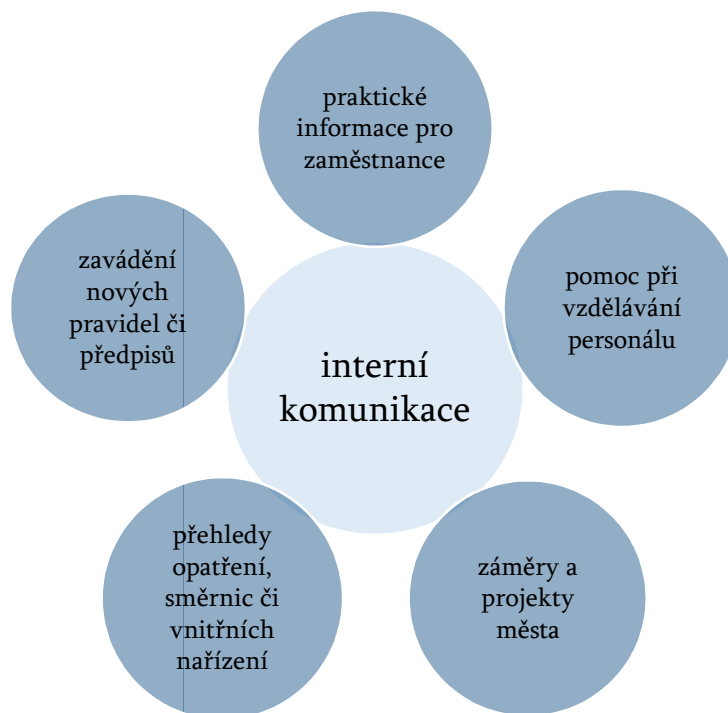 praktické
informace pro
zaměstnance
pomoc při
vzdělávání
personálu
záměry a
projekty
města
přehledy
opatření,
směrnic či
vnitřních
nařízení
zavádění
nových
pravidel či
předpisů
interní
komunikace